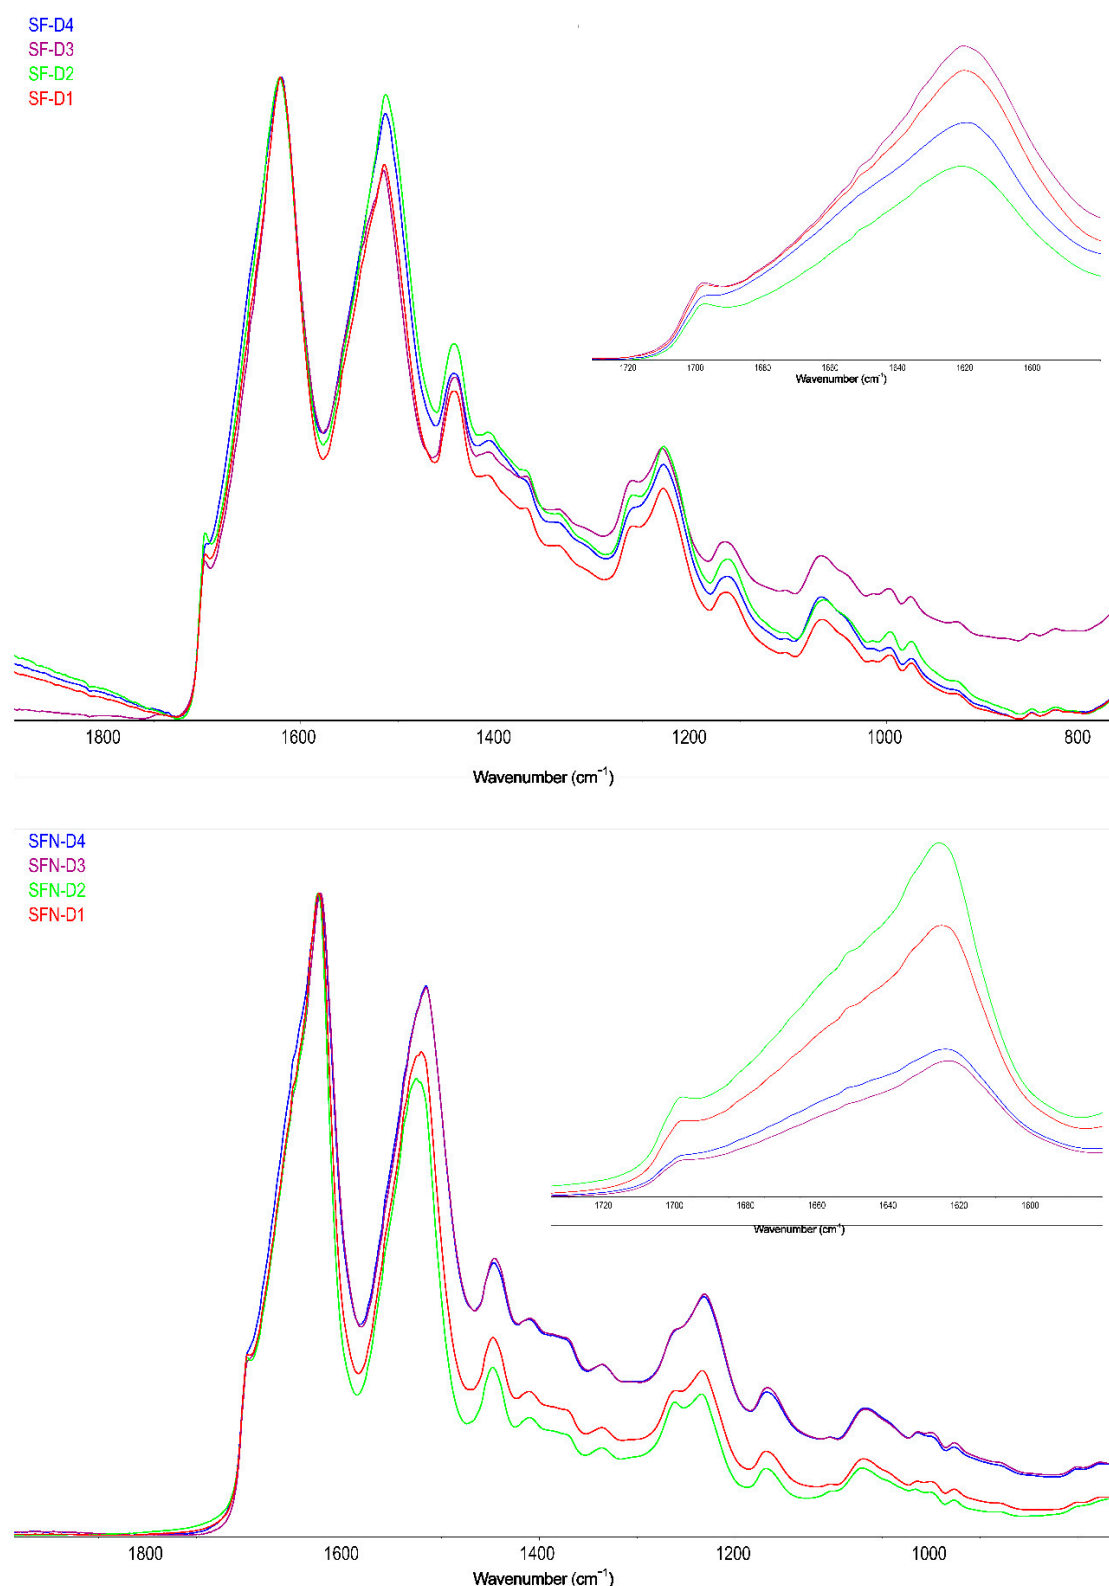 SF-D4
SF-D3
SF-D2
SF-D1
1720 1700 1680 1660 1640 1620 1600
Wavenumber (cm-1)
1800 1600 1400 1200 1000 800
Wavenumber (cm-1)
SFN-D4
SFN-D3
SFN-D2
SFN-D1
1720 1700 1680 1660 1640 1620 1600
Wavenumber (cm-1)
1800 1600 1400 1200 1000
Wavenumber (cm-1)